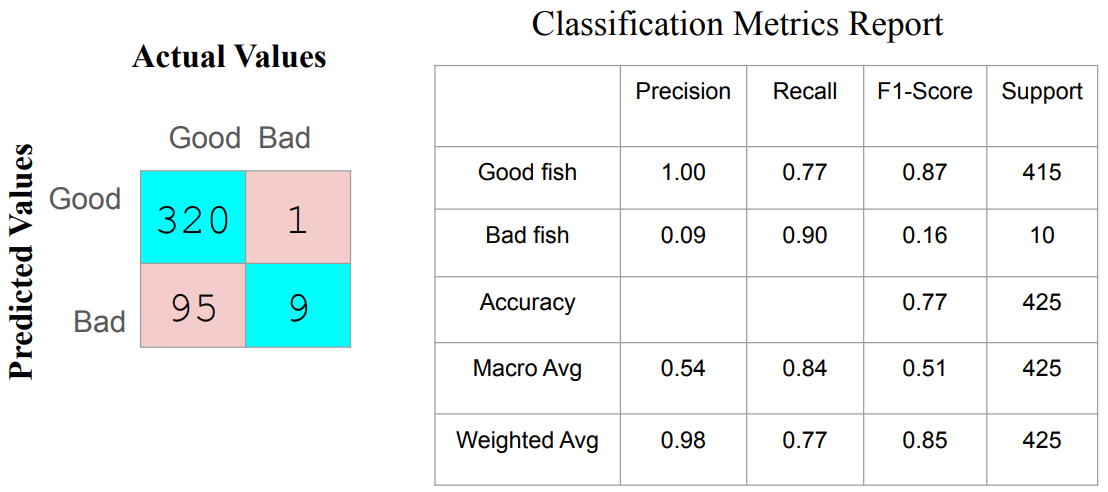 Classification Metrics Report
Actual Values
Good Bad
Predicted Values
Good 320 1
Bad 95 9
Precision Recall F1-Score Support
Good fish 1.00 0.77 0.87 415
Bad fish 0.09 0.90 0.16 10
Accuracy 0.77 425
Macro Avg 0.54 0.84 0.51 425
Weighted Avg 0.98 0.77 0.85 425